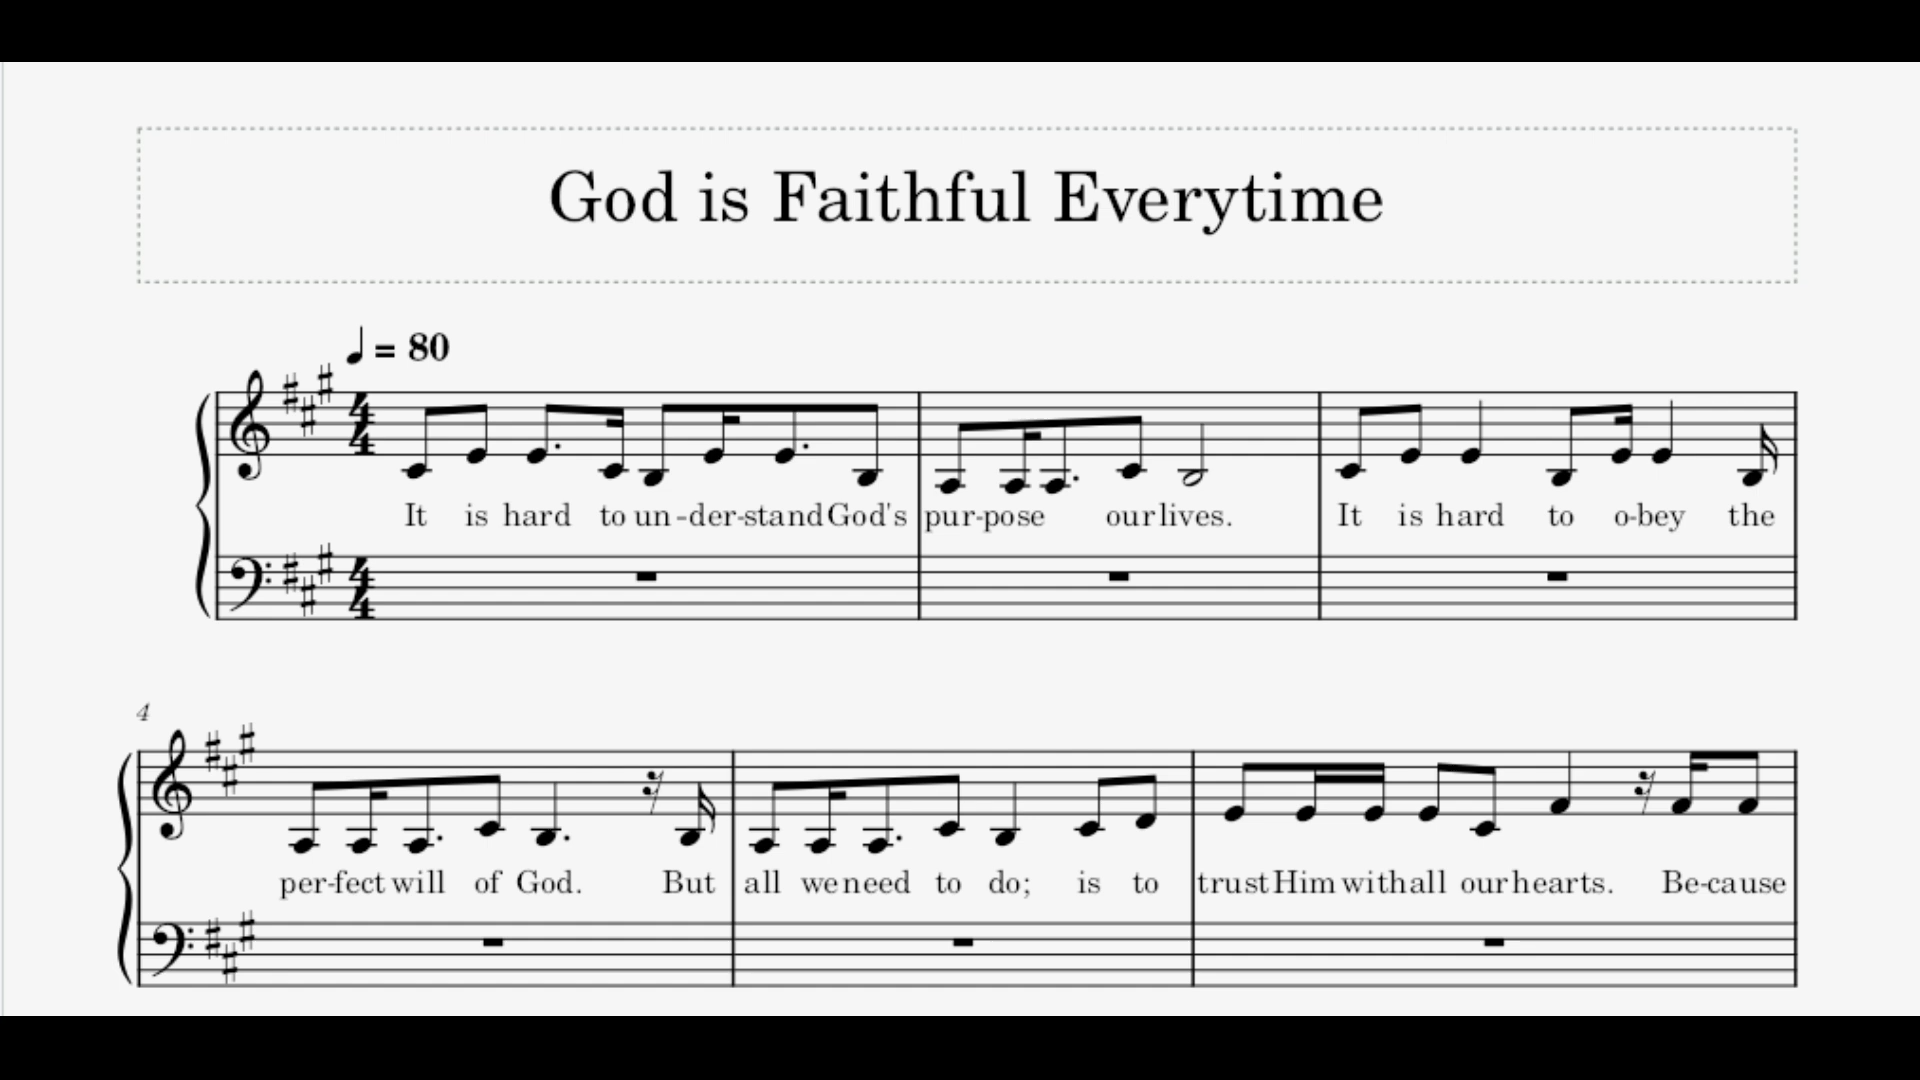 God is Faithful Everytime
= 80
It is hard to un-der-stand God's pur-pose our lives. It is hard to o-bey the
4
per-fect will of God. But all we need to do; is to trust Him with all our hearts. Be-cause